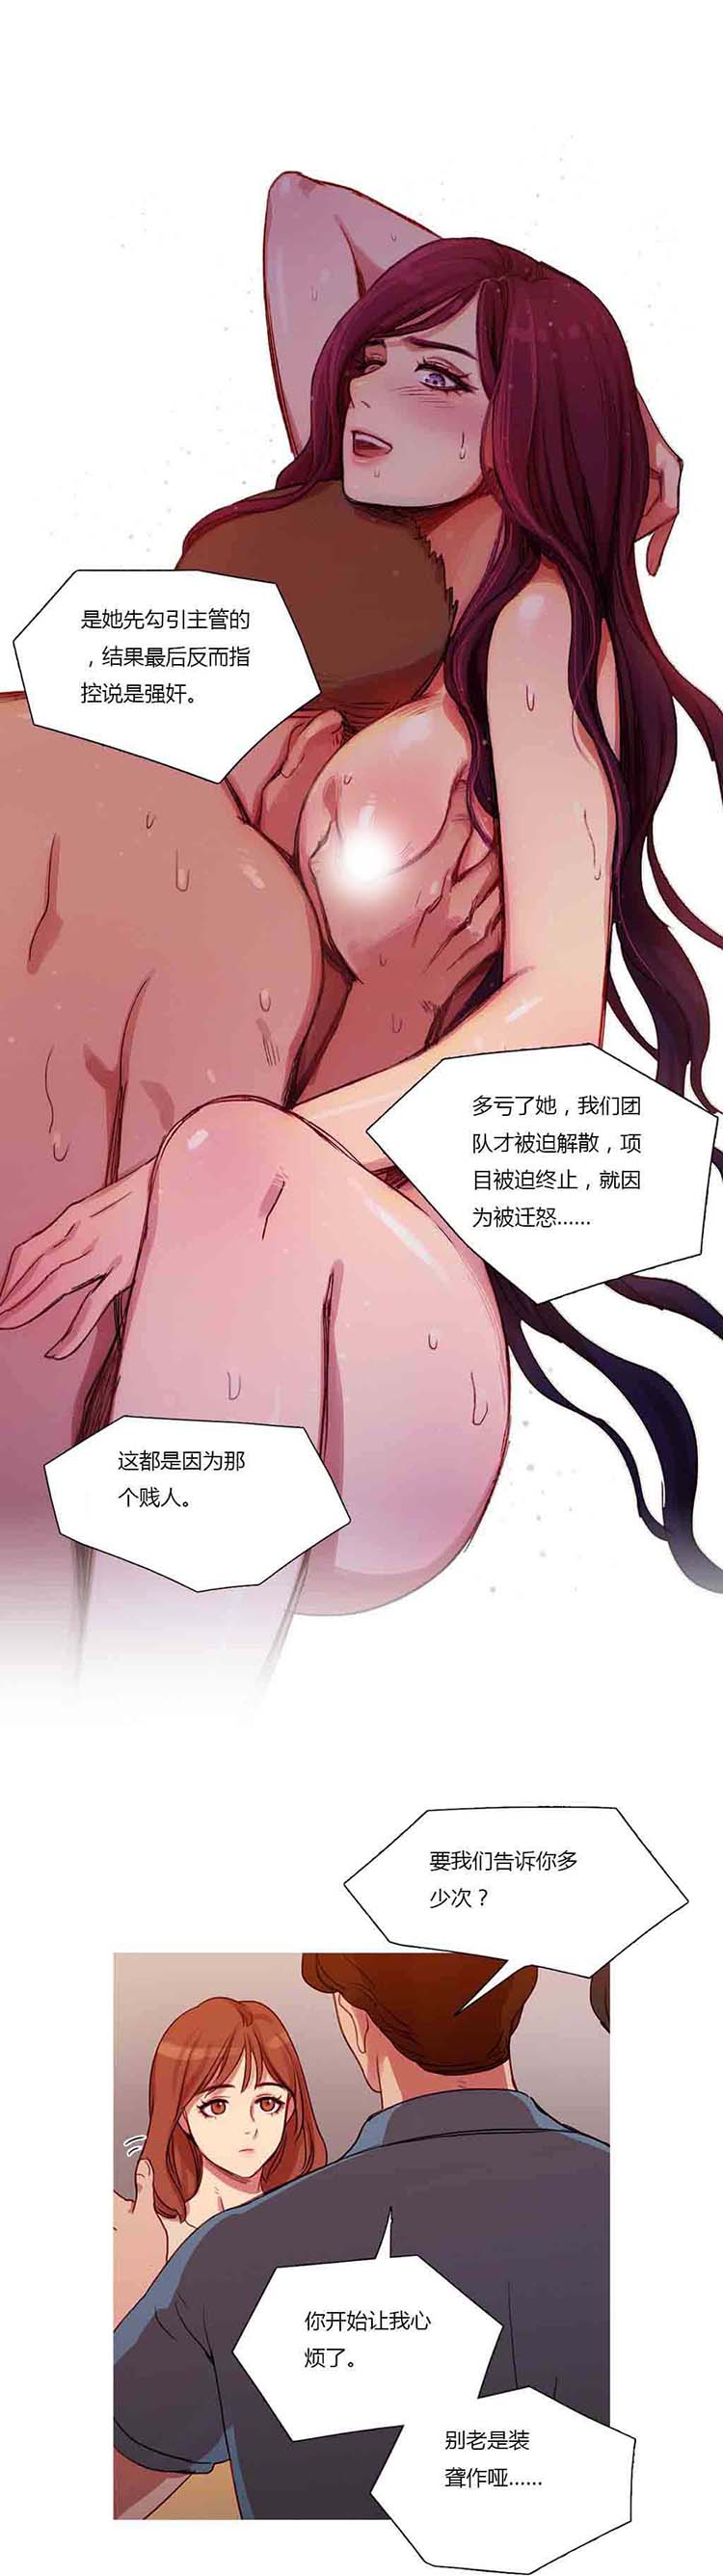 是她先勾引主管的
，结果最后反而指
控说是强奸。
多亏了她，我们团
队才被迫解散，项
目被迫终止，就因
为被迁怒……
这都是因为那
个贱人。
要我们告诉你多
少次？
你开始让我心
烦了。
别老是装
聋作哑……